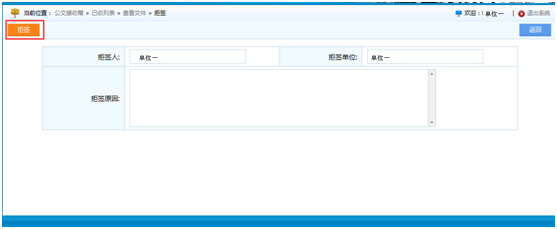 当前位置： 公文接收箱 > 已收列表 > 查看文件 > 拒签 欢迎：! 单位一 | 退出系统
拒签 返回
拒签人: 单位一 拒签单位: 单位一
拒签原因: